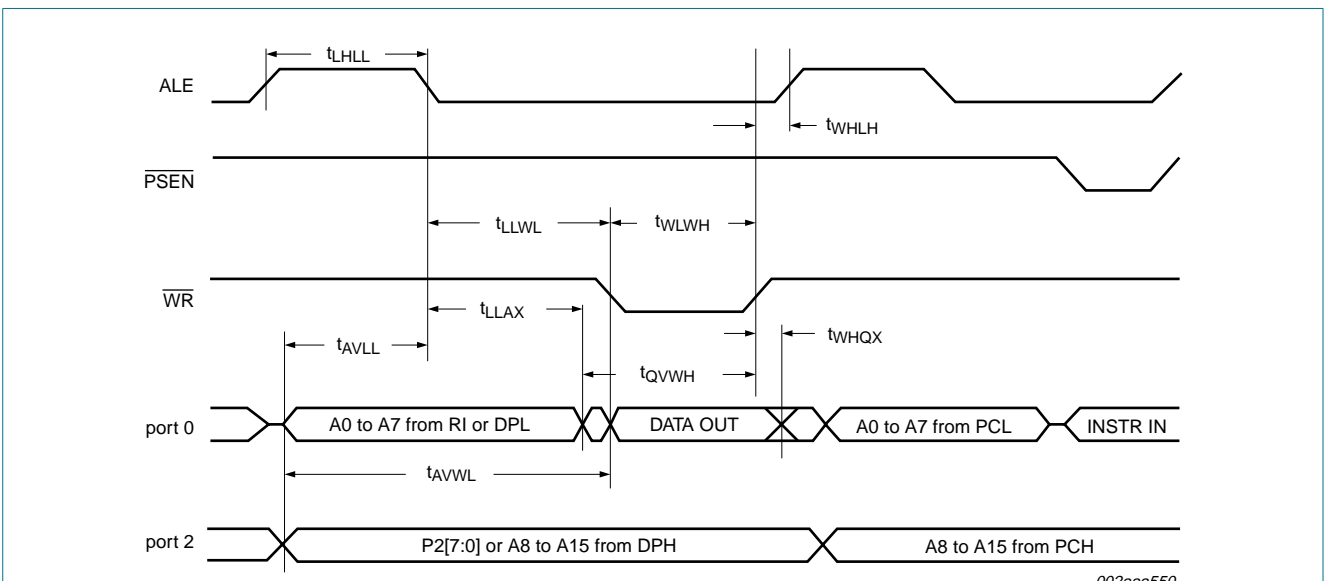 tLHLL
ALE
tWHLH
PSEN
tLLWL
tWLWH
WR
tLLAX
tWHQX
tAVLL
tQVWH
port 0
A0 to A7 from RI or DPL
DATA OUT
A0 to A7 from PCL
INSTR IN
tAVWL
port 2
P2[7:0] or A8 to A15 from DPH
A8 to A15 from PCH